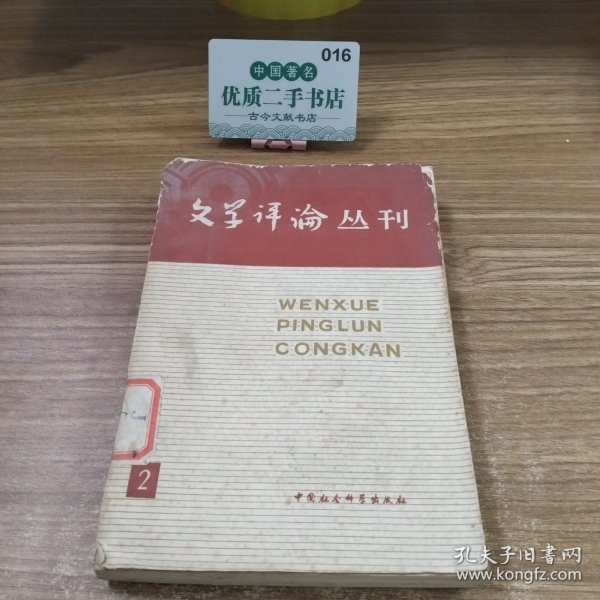 016
中国著名
优质二手书店
古今文献书店
文学评论丛刊
WENXUE
PINGLUN
CONGKAN
2
中国社会科学出版社
孔夫子旧书网
www.kongfz.com